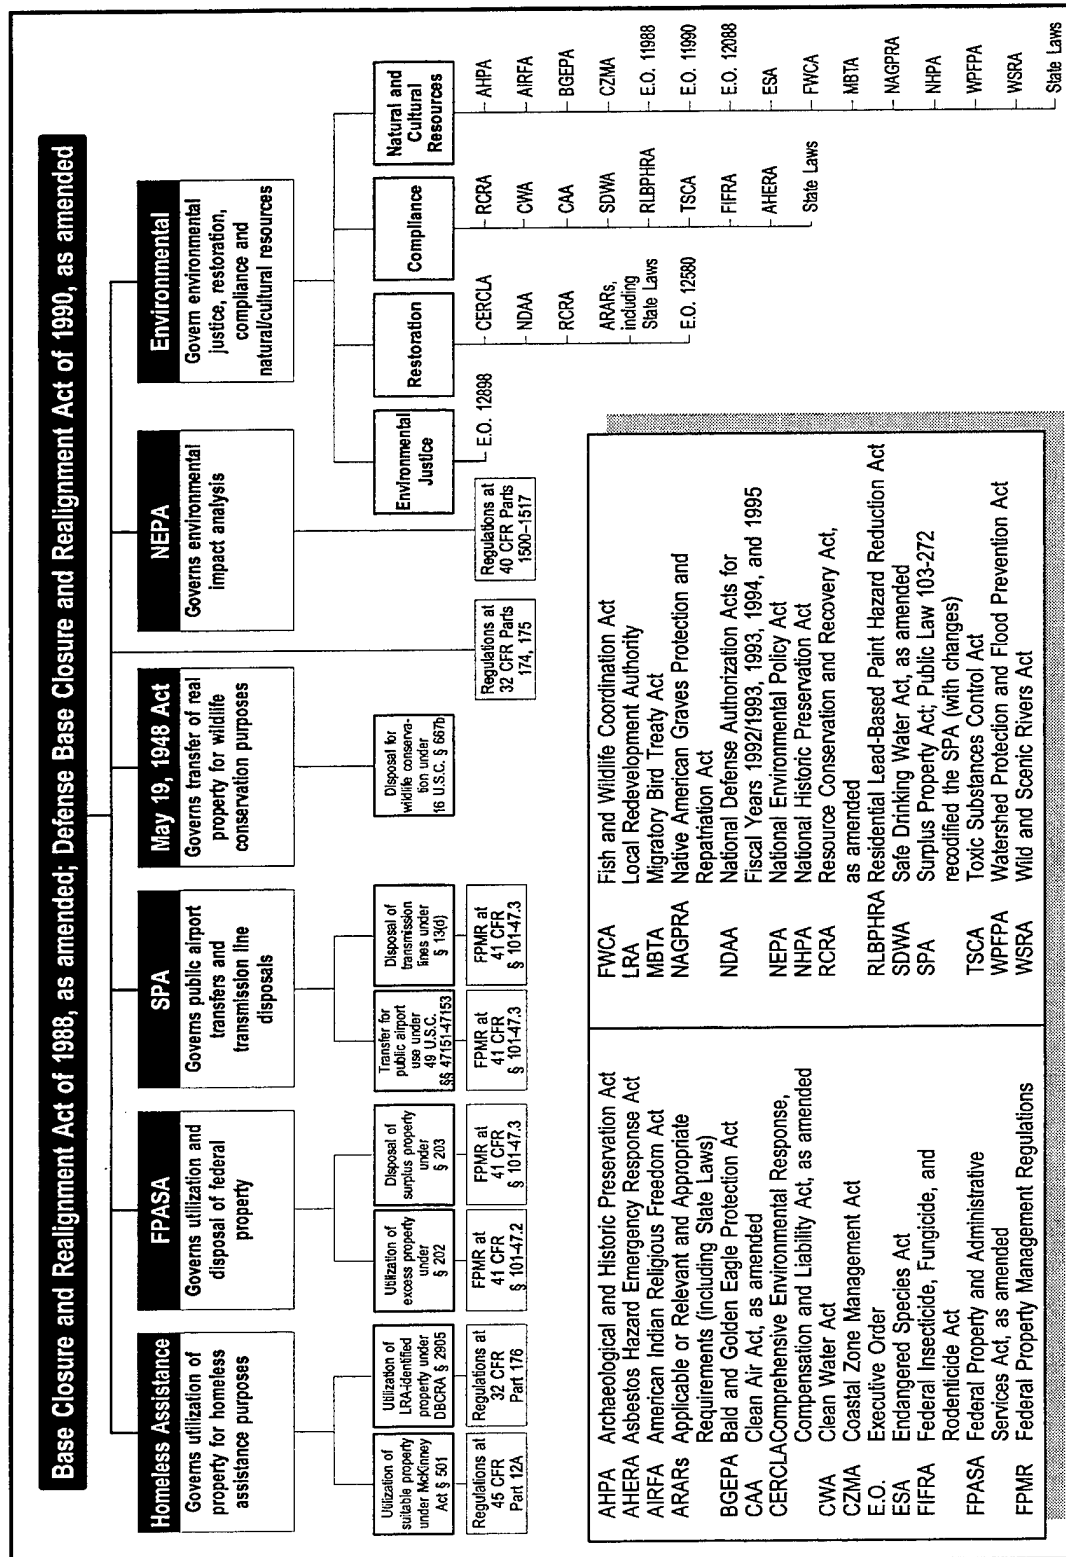 Base Closure and Realignment Act of 1988, as amended; Defense Base Closure and Realignment Act of 1990, as amended
Homeless Assistance
Governs utilization of
property for homeless
assistance purposes
Utilization of
suitable property
under McKinney
Act § 501
Regulations at
45 CFR
Part 12A
Utilization of
LRA-identified
property under
DBCRA § 2905
Regulations at
32 CFR
Part 176
FPASA
Governs utilization and
disposal of federal
property
Utilization of
excess property
under
§ 202
FPMR at
41 CFR
§ 101-47.2
Disposal of
surplus property
under
§ 203
FPMR at
41 CFR
§ 101-47.3
SPA
Governs public airport
transfers and
transmission line
disposals
Transfer for
public airport
use under
49 U.S.C.
§§ 47151-47153
FPMR at
41 CFR
§ 101-47.3
Disposal of
transmission
lines under
§ 13(d)
FPMR at
41 CFR
§ 101-47.3
May 19, 1948 Act
Governs transfer of real
property for wildlife
conservation purposes
Disposal for
wildlife conserva-
tion under
16 U.S.C. § 667b
Regulations at
32 CFR Parts
174, 175
NEPA
Governs environmental
impact analysis
Regulations at
40 CFR Parts
1500–1517
Environmental
Govern environmental
justice, restoration,
compliance and
natural/cultural resources
Environmental
Justice
E.O. 12898
Restoration
CERCLA
NDAA
RCRA
ARARs,
including
State Laws
E.O. 12580
Compliance
RCRA
CWA
CAA
SDWA
RLBPHRA
TSCA
FIFRA
AHERA
State Laws
Natural and
Cultural
Resources
AHPA
AIRFA
BGEPA
CZMA
E.O. 11988
E.O. 11990
E.O. 12088
ESA
FWCA
MBTA
NAGPRA
NHPA
WPFPA
WSRA
State Laws
AHPA Archaeological and Historic Preservation Act
AHERA Asbestos Hazard Emergency Response Act
AIRFA American Indian Religious Freedom Act
ARARs Applicable or Relevant and Appropriate
Requirements (including State Laws)
BGEPA Bald and Golden Eagle Protection Act
CAA Clean Air Act, as amended
CERCLA Comprehensive Environmental Response,
Compensation and Liability Act, as amended
CWA Clean Water Act
CZMA Coastal Zone Management Act
E.O. Executive Order
ESA Endangered Species Act
FIFRA Federal Insecticide, Fungicide, and
Rodenticide Act
FPASA Federal Property and Administrative
Services Act, as amended
FPMR Federal Property Management Regulations
FWCA Fish and Wildlife Coordination Act
LRA Local Redevelopment Authority
MBTA Migratory Bird Treaty Act
NAGPRA Native American Graves Protection and
Repatriation Act
NDAA National Defense Authorization Acts for
Fiscal Years 1992/1993, 1993, 1994, and 1995
NEPA National Environmental Policy Act
NHPA National Historic Preservation Act
RCRA Resource Conservation and Recovery Act,
as amended
RLBPHRA Residential Lead-Based Paint Hazard Reduction Act
SDWA Safe Drinking Water Act, as amended
SPA Surplus Property Act; Public Law 103-272
recodified the SPA (with changes)
TSCA Toxic Substances Control Act
WPFPA Watershed Protection and Flood Prevention Act
WSRA Wild and Scenic Rivers Act